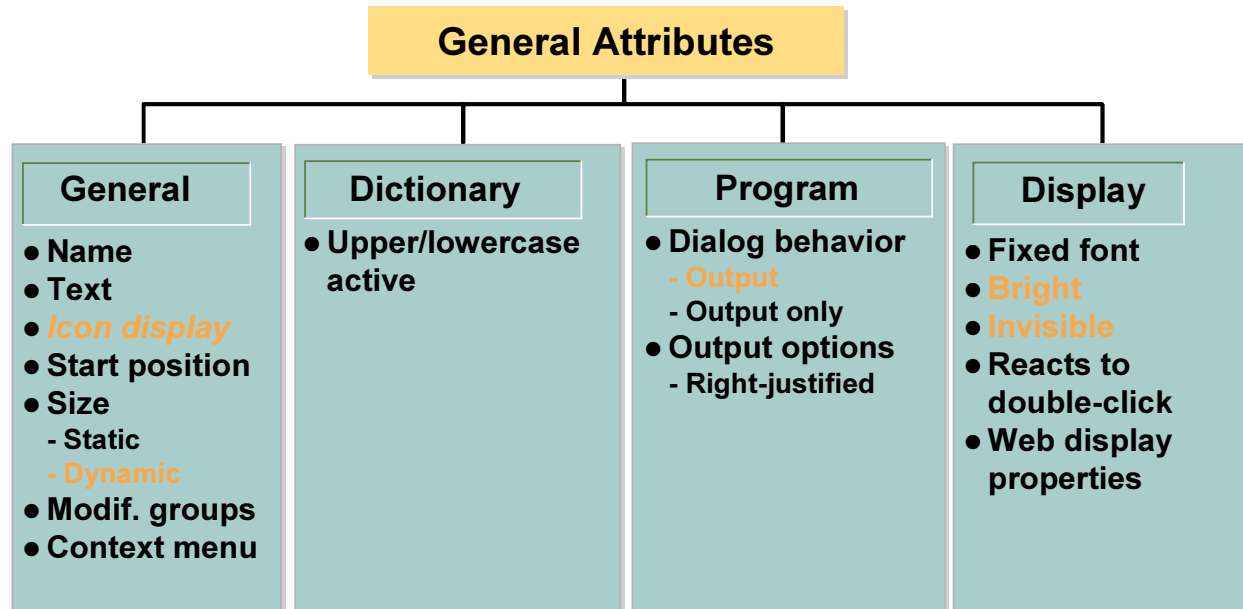 General Attributes
General
● Name
● Text
● Icon display
● Start position
● Size
- Static
- Dynamic
● Modif. groups
● Context menu
Dictionary
● Upper/lowercase
active
Program
● Dialog behavior
- Output
- Output only
● Output options
- Right-justified
Display
● Fixed font
● Bright
● Invisible
● Reacts to
double-click
● Web display
properties